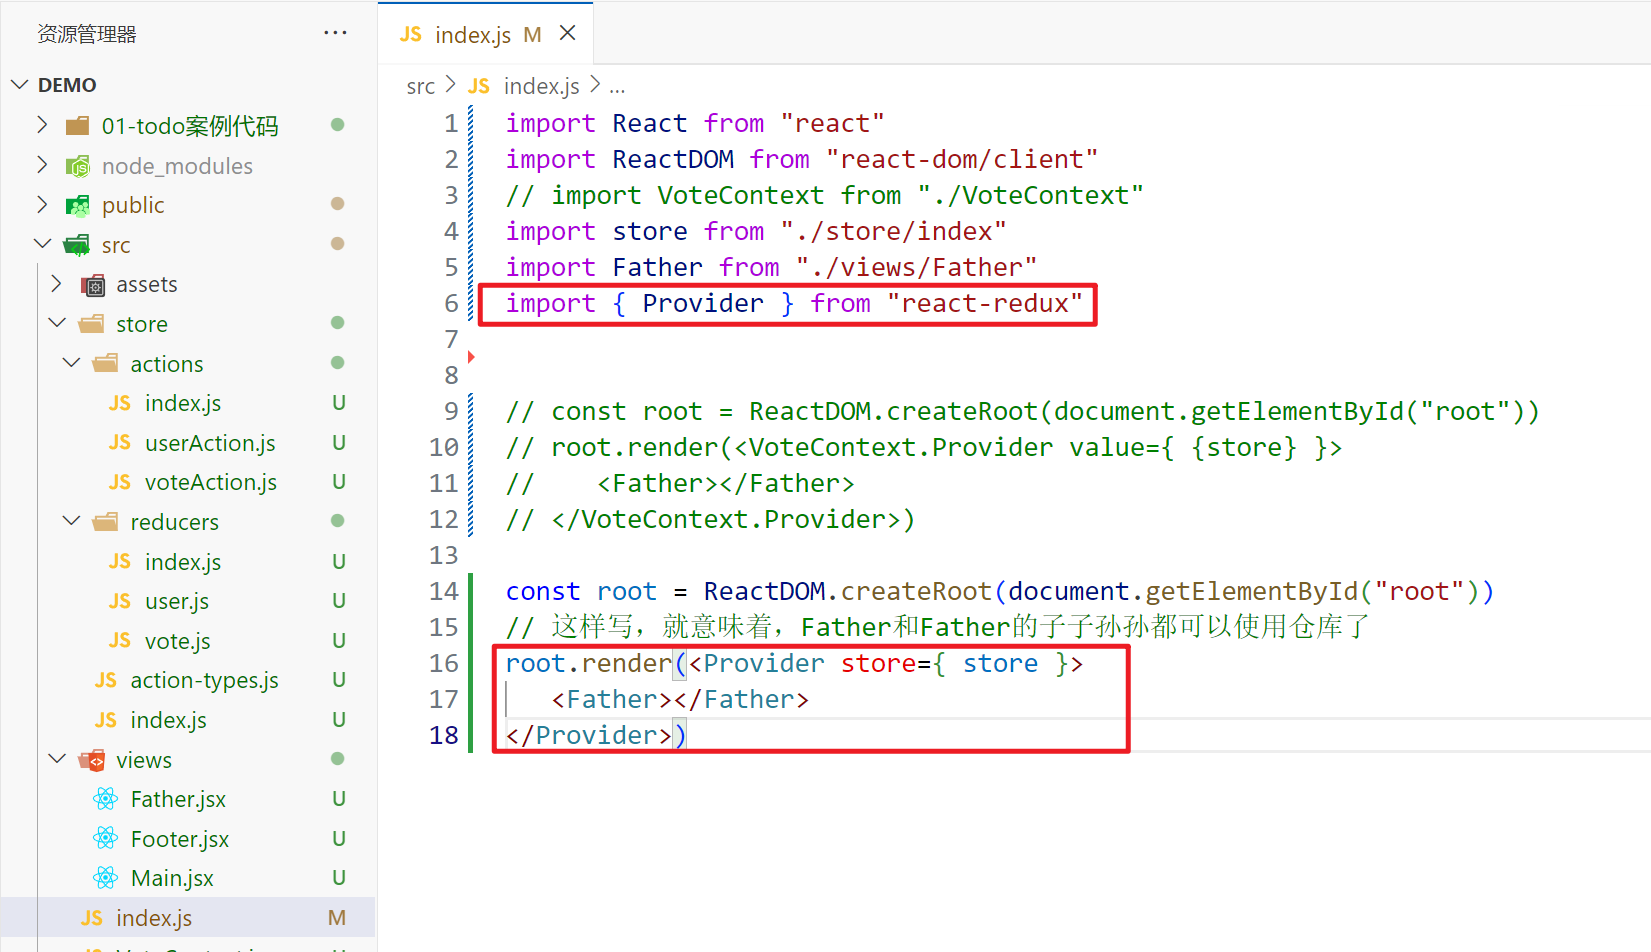 资源管理器 ···
DEMO
01-todo案例代码
node_modules
public
src
assets
store
actions
JS index.js U
JS userAction.js U
JS voteAction.js U
reducers
JS index.js U
JS user.js U
JS vote.js U
JS action-types.js U
JS index.js U
views
Father.jsx U
Footer.jsx U
Main.jsx U
JS index.js M
JS index.js M
src > JS index.js > ...
1 import React from "react"
2 import ReactDOM from "react-dom/client"
3 // import VoteContext from "./VoteContext"
4 import store from "./store/index"
5 import Father from "./views/Father"
6 import { Provider } from "react-redux"
7
8
9 // const root = ReactDOM.createRoot(document.getElementById("root"))
10 // root.render(<VoteContext.Provider value={ {store} }>
11 //    <Father></Father>
12 // </VoteContext.Provider>)
13
14 const root = ReactDOM.createRoot(document.getElementById("root"))
15 // 这样写，就意味着，Father和Father的子子孙孙都可以使用仓库了
16 root.render(<Provider store={ store }>
17    <Father></Father>
18 </Provider>)